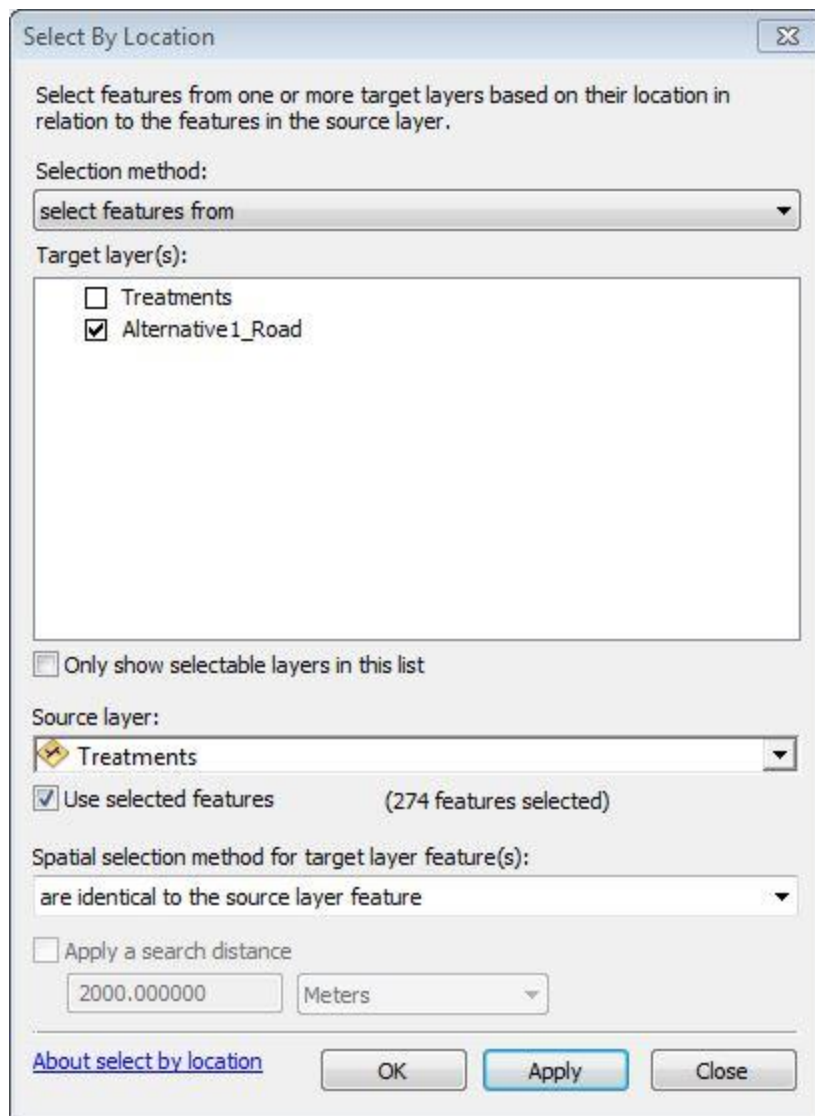 Select By Location
Select features from one or more target layers based on their location in
relation to the features in the source layer.
Selection method:
select features from
Target layer(s):
Treatments
Alternative1_Road
Only show selectable layers in this list
Source layer:
Treatments
Use selected features (274 features selected)
Spatial selection method for target layer feature(s):
are identical to the source layer feature
Apply a search distance
2000.000000 Meters
About select by location OK Apply Close